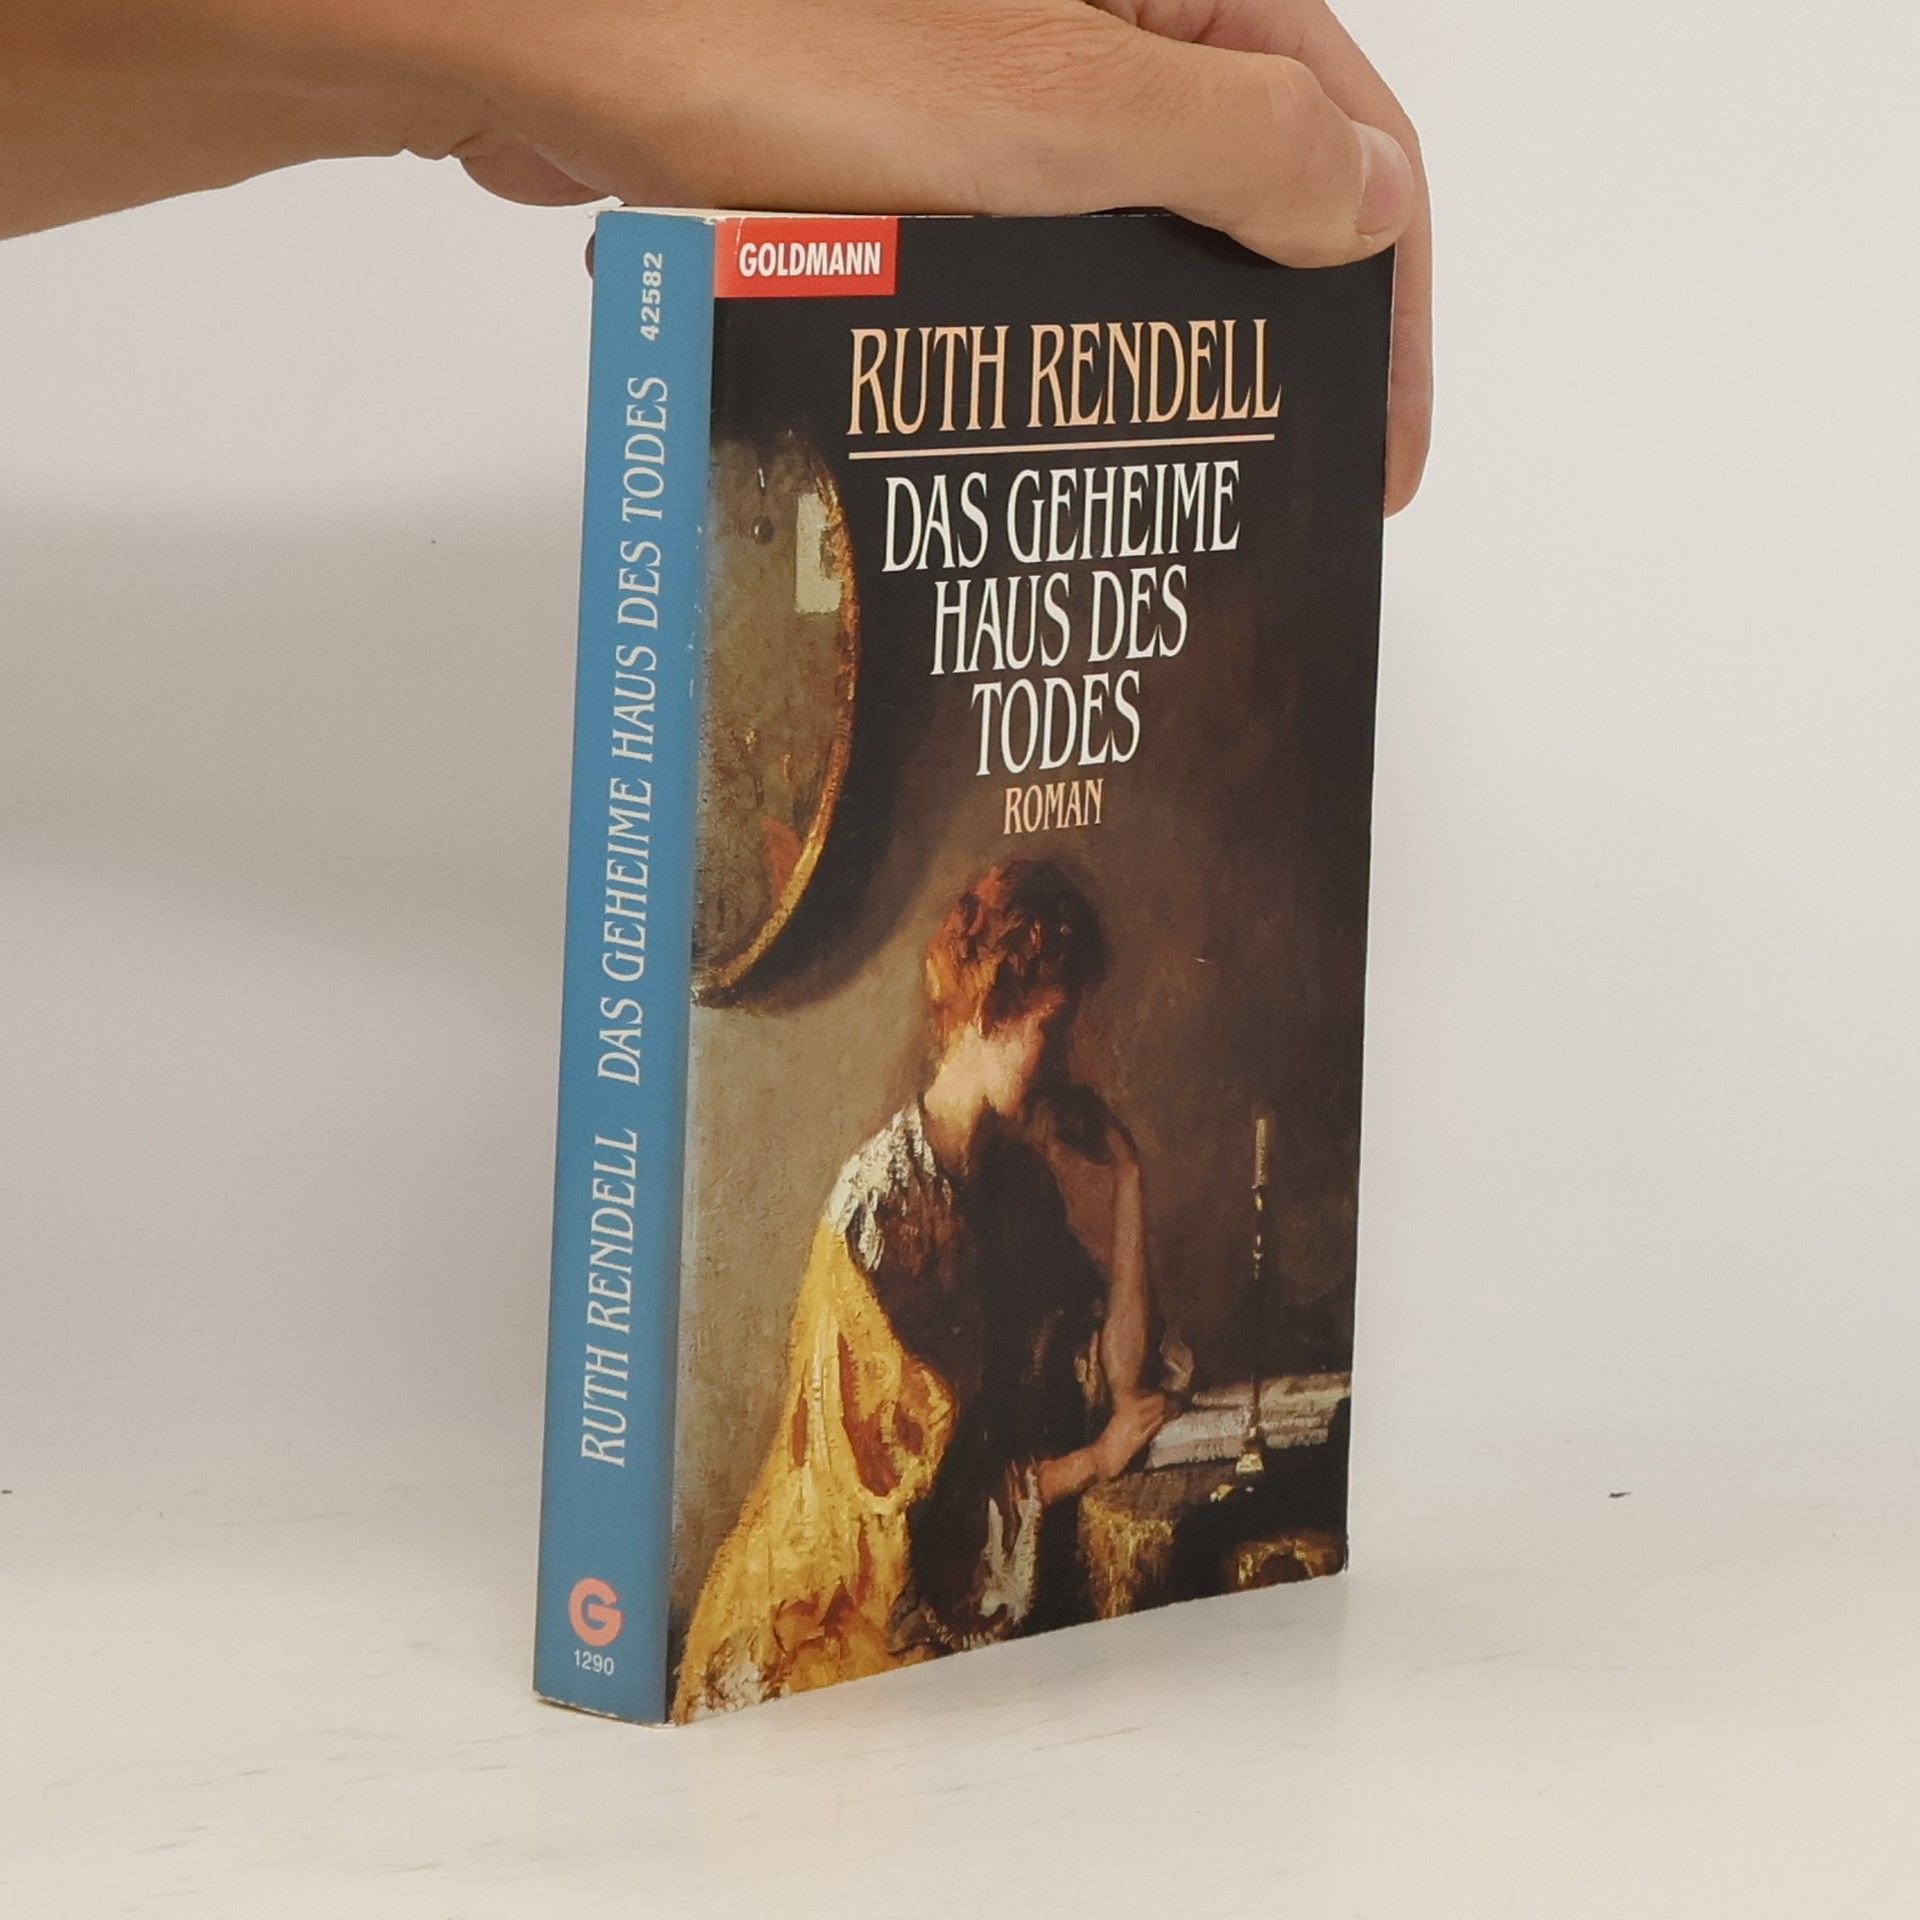 GOLDMANN
RUTH RENDELL
DAS GEHEIME
HAUS DES
TODES
ROMAN
RUTH RENDELL DAS GEHEIME HAUS DES TODES 42582
G
1290